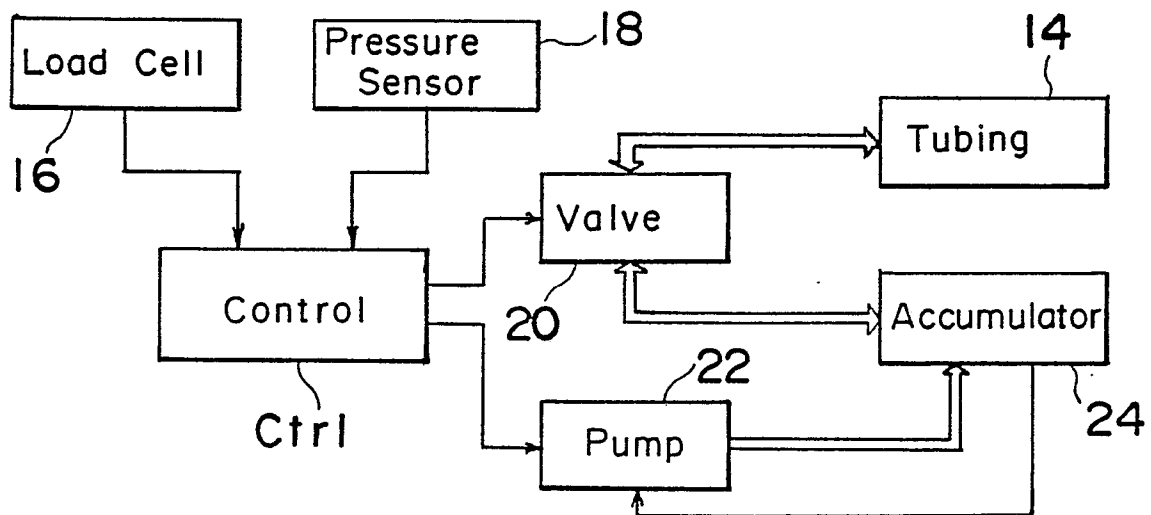 Load Cell
16
Pressure
Sensor
18
14
Tubing
Valve
20
Control
Ctrl
Accumulator
24
22
Pump